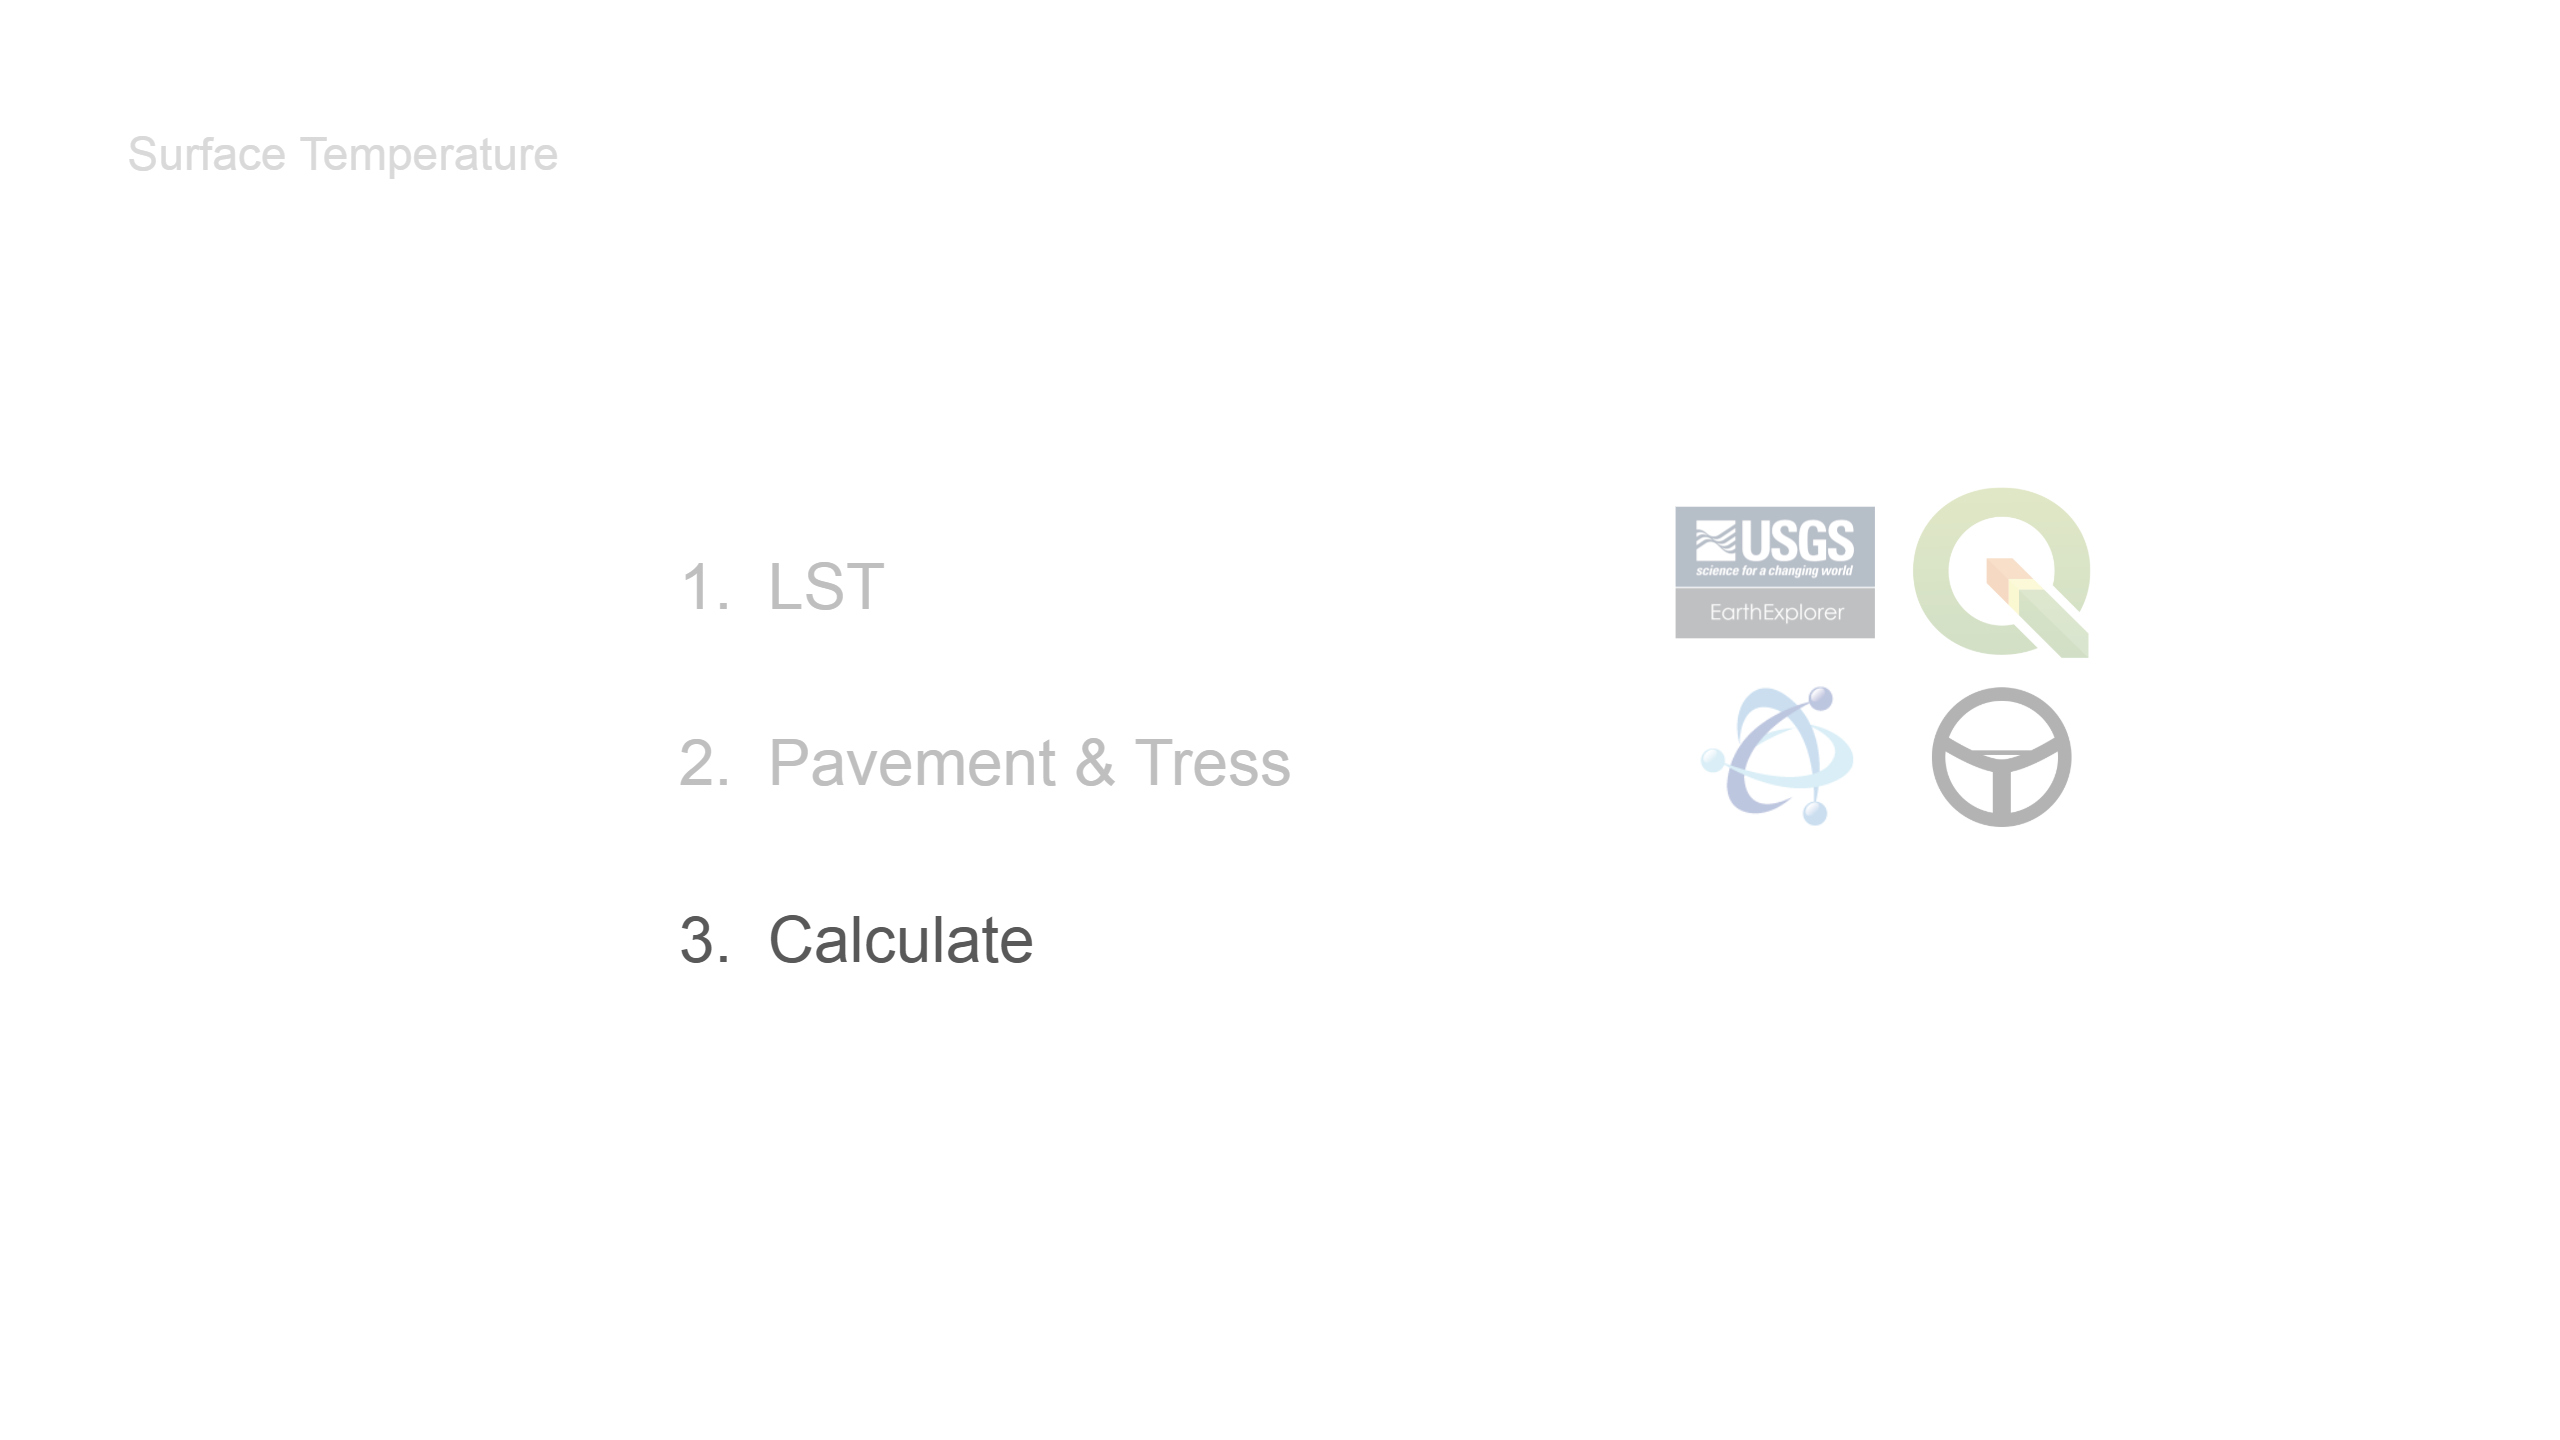 Surface Temperature
1. LST
2. Pavement & Tress
3. Calculate
USGS
science for a changing world
EarthExplorer